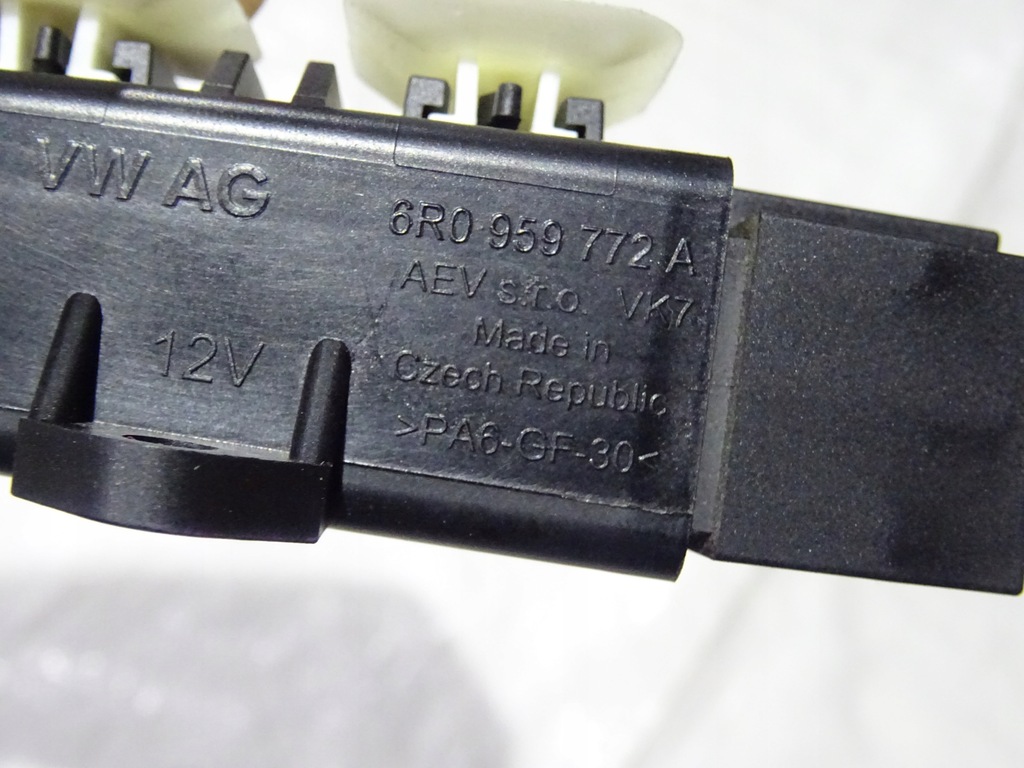 VW AG
6R0 959 772 A
AEV s.r.o. VK7
12V
Made in
Czech Republic
>PA6-GF-30<